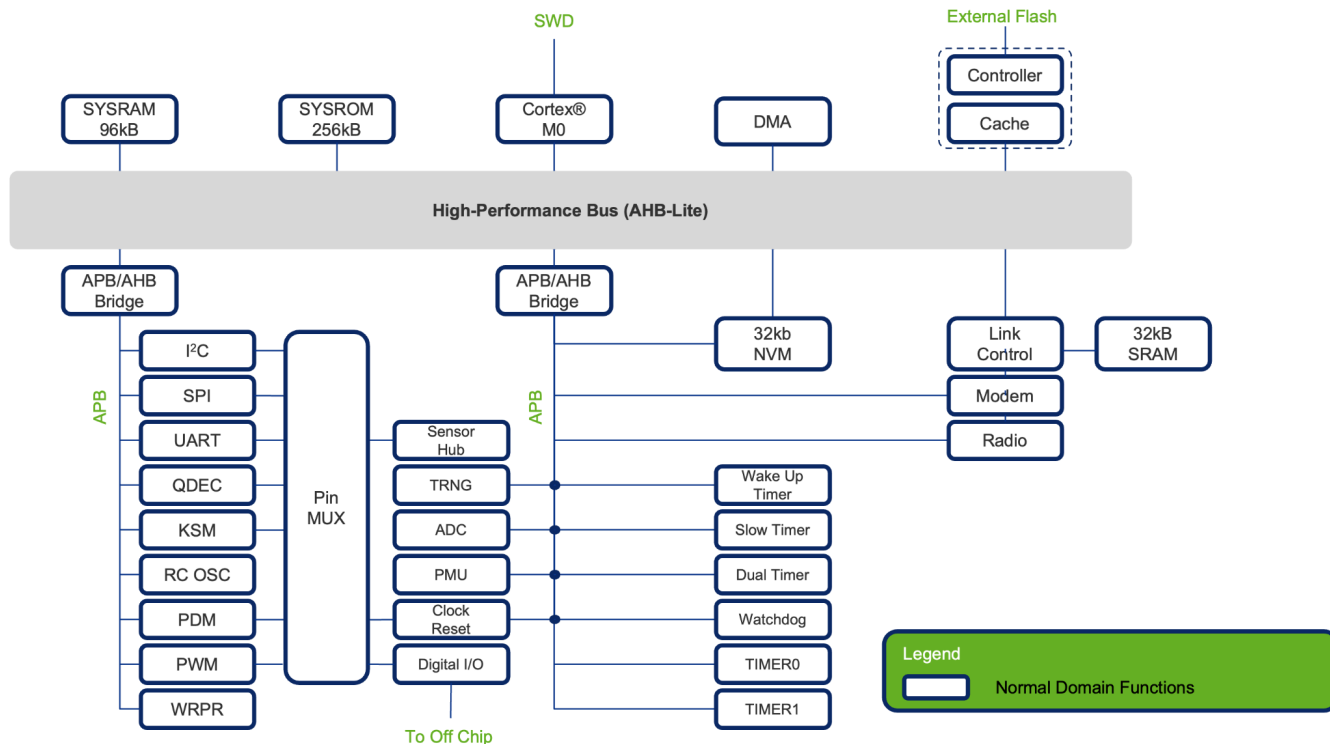 SWD
External Flash
SYSRAM
96kB
SYSROM
256kB
Cortex®
M0
DMA
Controller
Cache
High-Performance Bus (AHB-Lite)
APB/AHB
Bridge
APB/AHB
Bridge
APB
I²C
SPI
UART
QDEC
KSM
RC OSC
PDM
PWM
WRPR
Pin
MUX
Sensor
Hub
TRNG
ADC
PMU
Clock
Reset
Digital I/O
To Off Chip
APB
32kb
NVM
Link
Control
32kB
SRAM
Modem
Radio
Wake Up
Timer
Slow Timer
Dual Timer
Watchdog
TIMER0
TIMER1
Legend
Normal Domain Functions